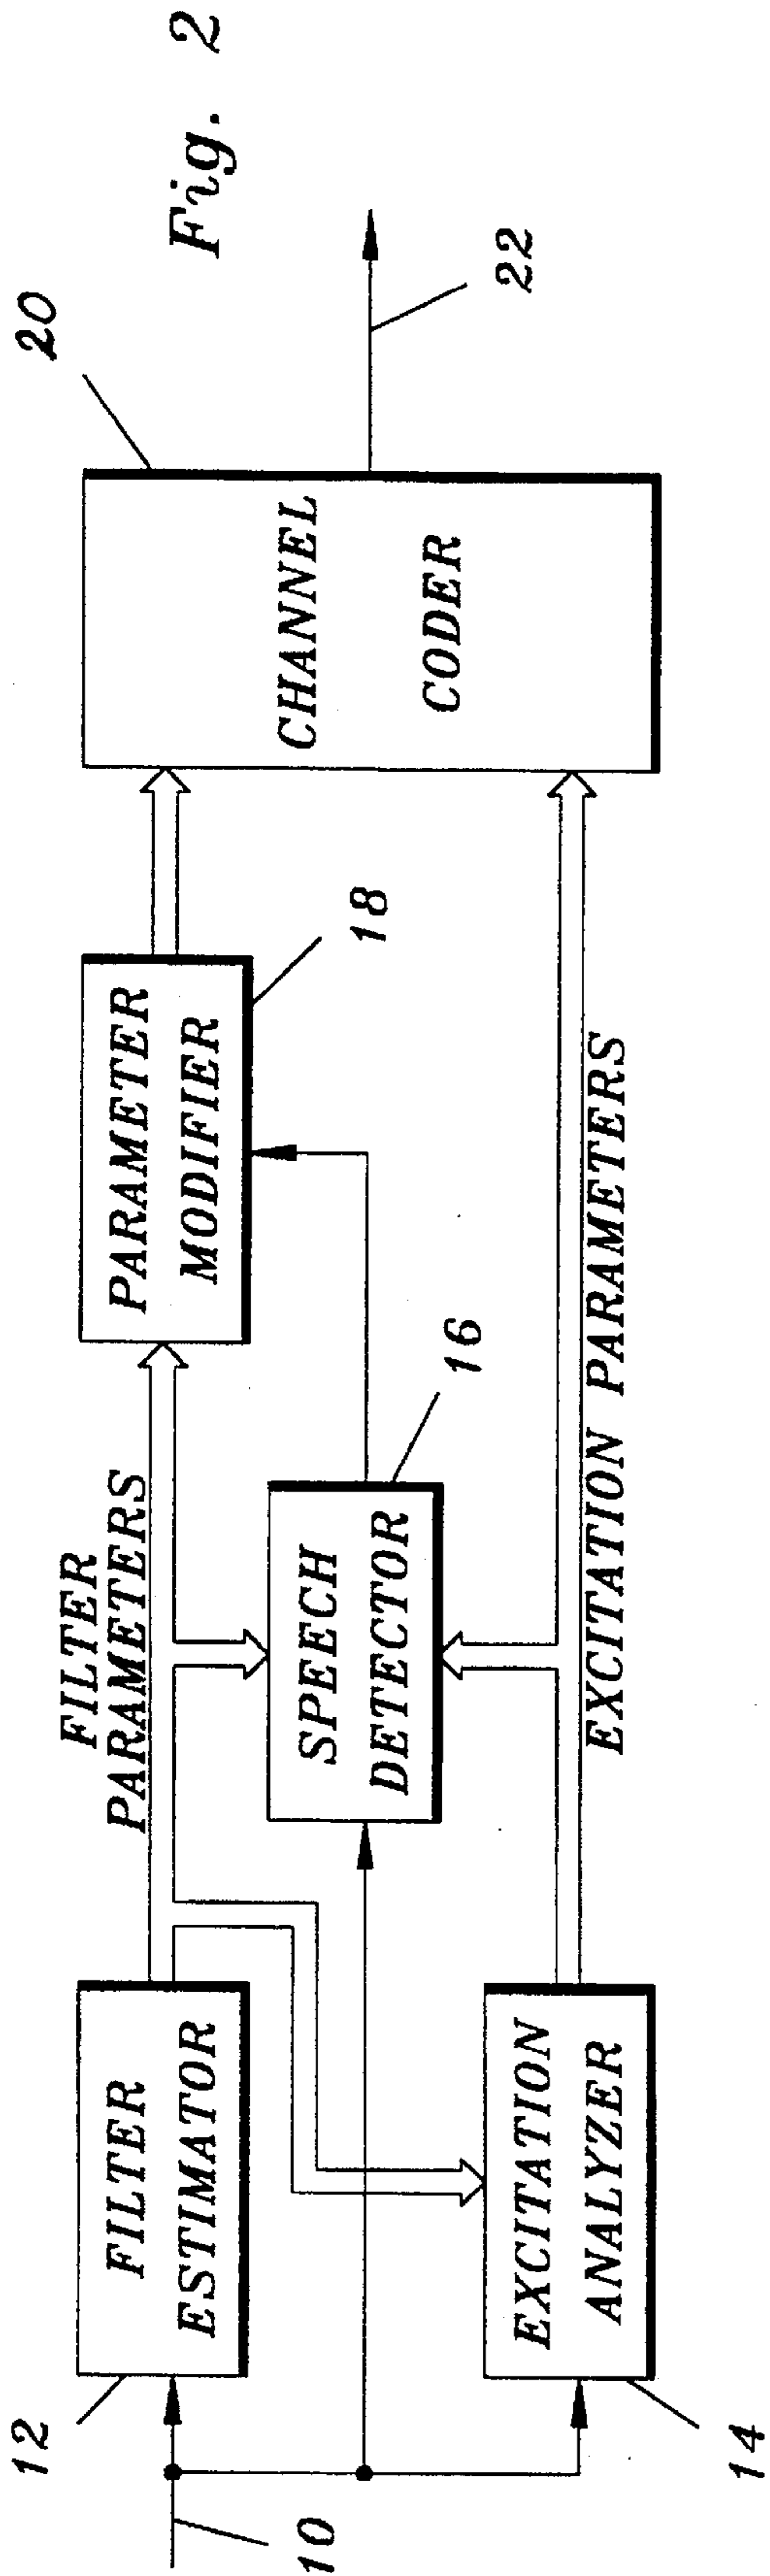 Fig. 2
10
12
FILTER
ESTIMATOR
FILTER
PARAMETERS
PARAMETER
MODIFIER
18
20
CHANNEL
CODER
22
SPEECH
DETECTOR
16
EXCITATION
ANALYZER
14
EXCITATION PARAMETERS